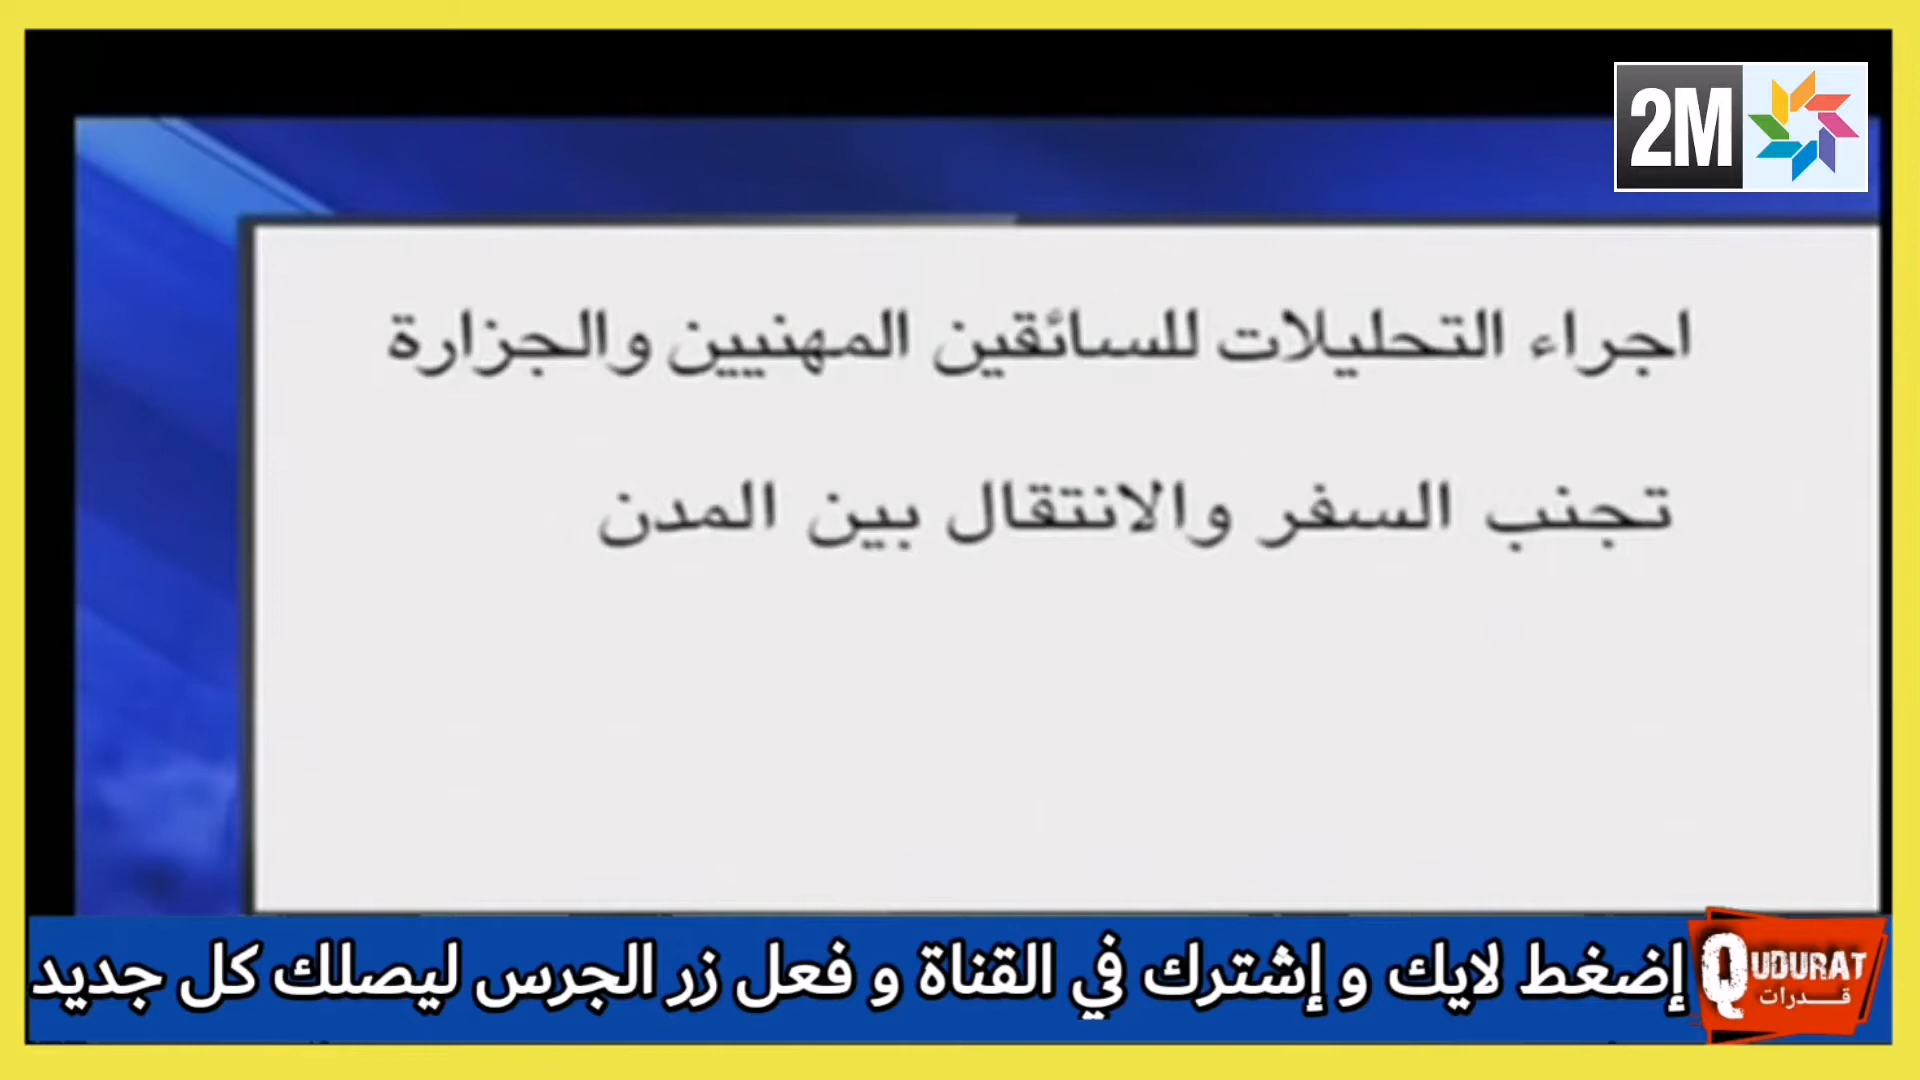 2M
اجراء التحليلات للسائقين المهنيين والجزارة
تجنب السفر والانتقال بين المدن
إضغط لايك و إشترك في القناة و فعل زر الجرس ليصلك كل جديد
QUDURAT
قـدرات